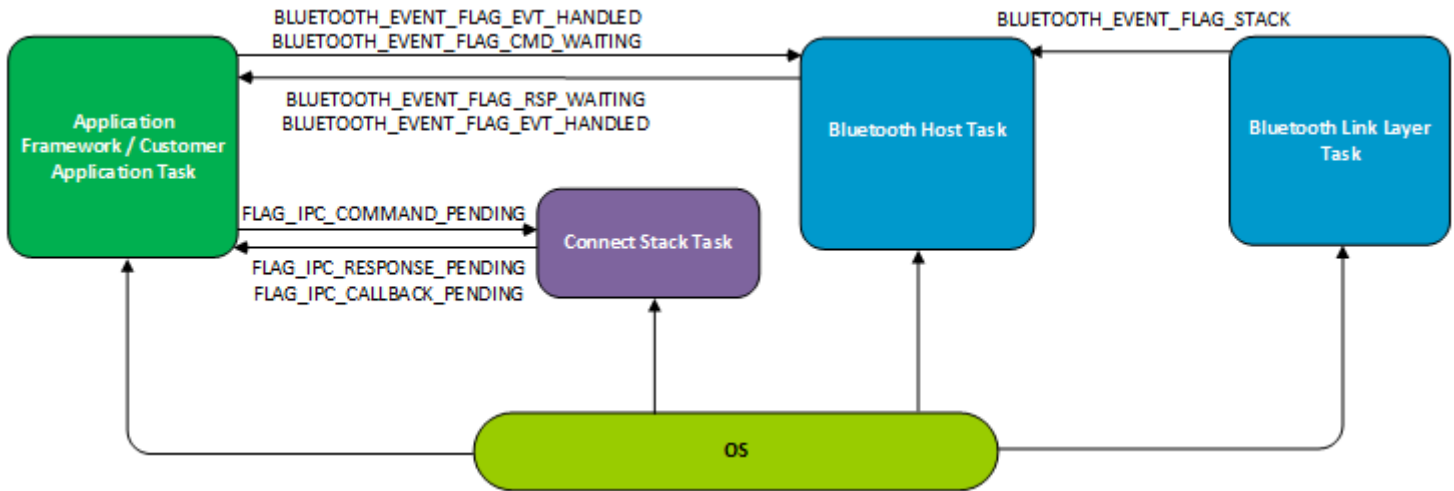 BLUETOOTH_EVENT_FLAG_EVT_HANDLED
BLUETOOTH_EVENT_FLAG_CMD_WAITING
BLUETOOTH_EVENT_FLAG_STACK
BLUETOOTH_EVENT_FLAG_RSP_WAITING
BLUETOOTH_EVENT_FLAG_EVT_HANDLED
Application
Framework / Customer
Application Task
Bluetooth Host Task
Bluetooth Link Layer
Task
FLAG_IPC_COMMAND_PENDING
Connect Stack Task
FLAG_IPC_RESPONSE_PENDING
FLAG_IPC_CALLBACK_PENDING
OS